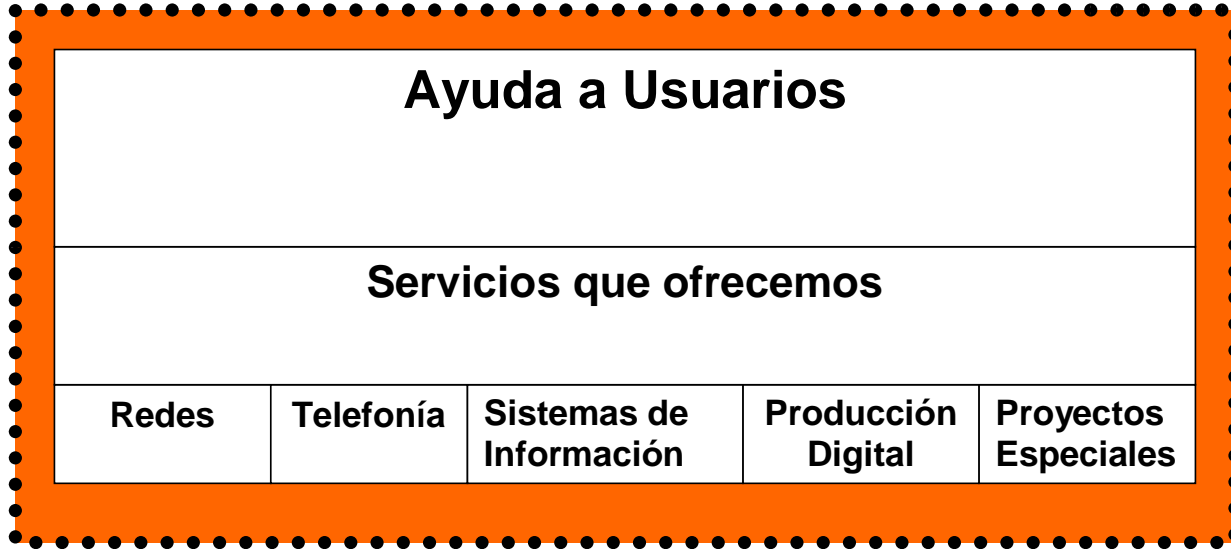 Ayuda a Usuarios
Servicios que ofrecemos
Redes
Telefonía
Sistemas de
Información
Producción
Digital
Proyectos
Especiales